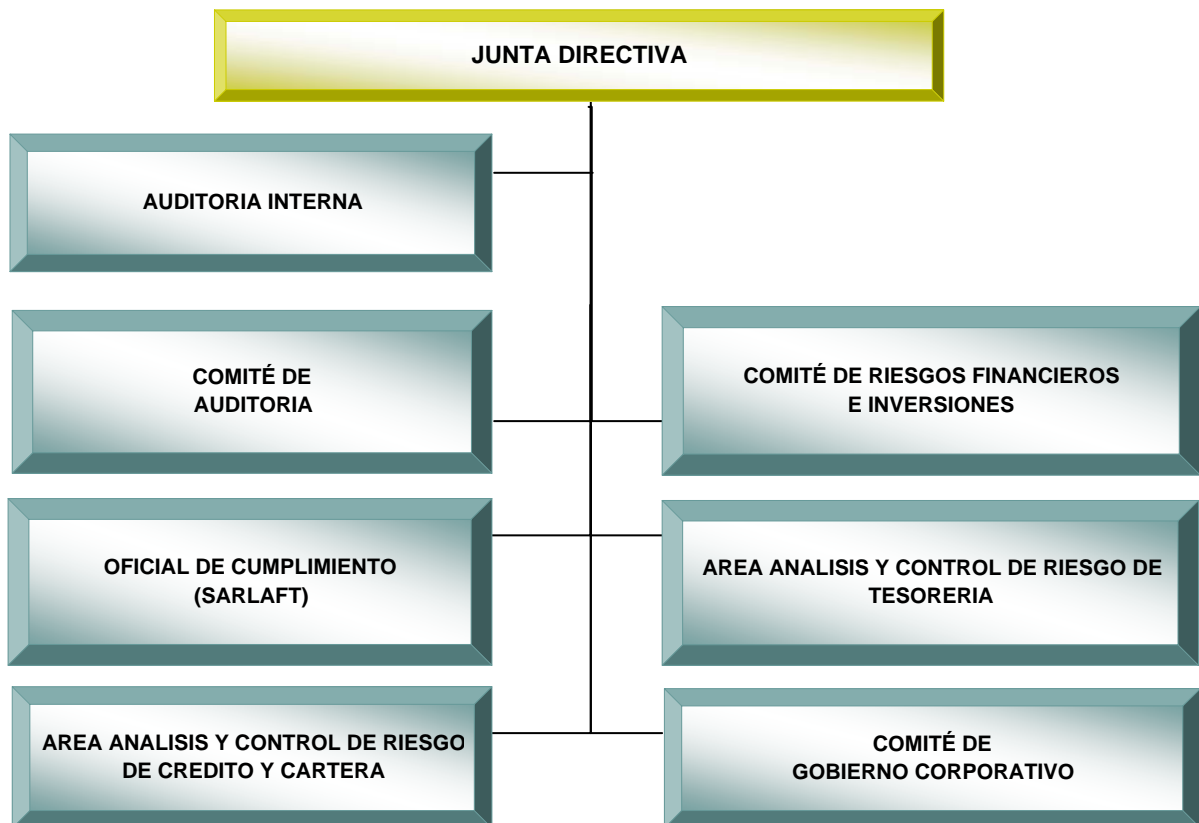 JUNTA DIRECTIVA
AUDITORIA INTERNA
COMITÉ DE
AUDITORIA
COMITÉ DE RIESGOS FINANCIEROS
E INVERSIONES
OFICIAL DE CUMPLIMIENTO
(SARLAFT)
AREA ANALISIS Y CONTROL DE RIESGO DE
TESORERIA
AREA ANALISIS Y CONTROL DE RIESGO
DE CREDITO Y CARTERA
COMITÉ DE
GOBIERNO CORPORATIVO